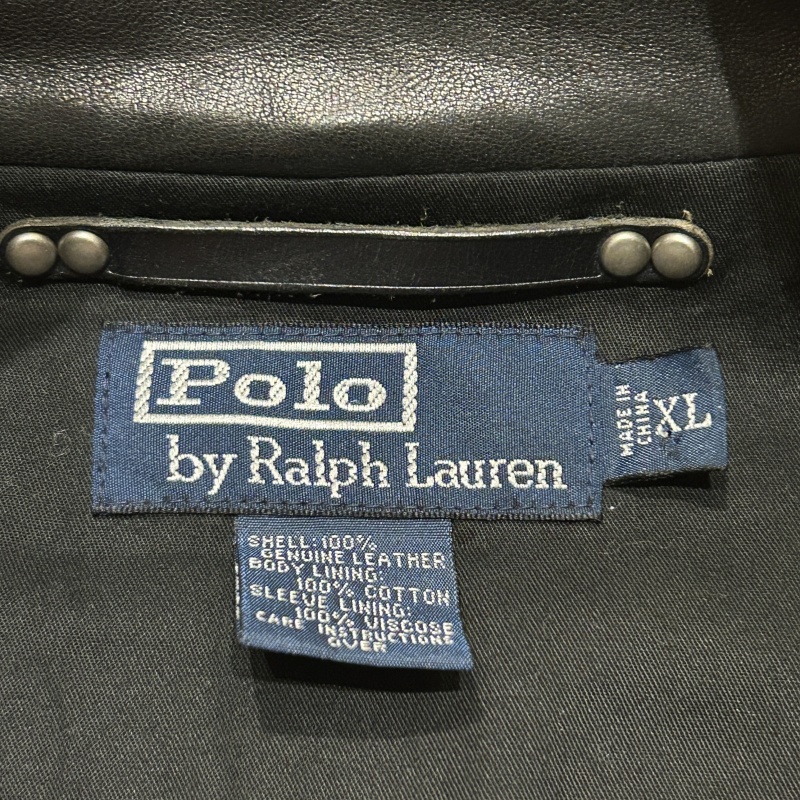 Polo
by Ralph Lauren
MADE IN
CHINA
XL
SHELL:100%
GENUINE LEATHER
BODY LINING:
100% COTTON
SLEEVE LINING:
100% VISCOSE
CARE INSTRUCTIONS
OVER